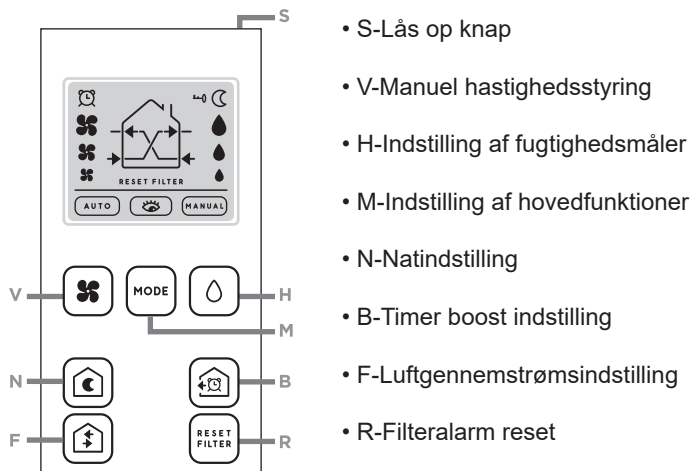 S
• S-Lås op knap
• V-Manuel hastighedsstyring
• H-Indstilling af fugtighedsmåler
• M-Indstilling af hovedfunktioner
• N-Natindstilling
• B-Timer boost indstilling
• F-Luftgennemstrømsindstilling
• R-Filteralarm reset
RESET FILTER
AUTO MANUAL
V MODE H
M
N B
F RESET FILTER R